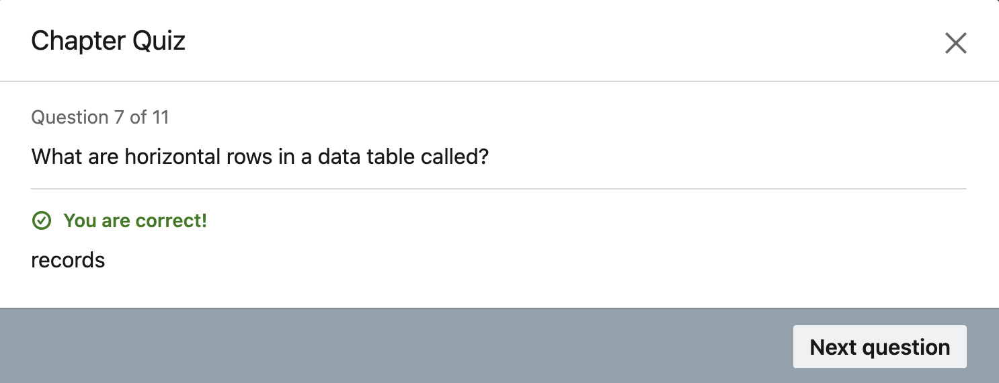 Chapter Quiz
Question 7 of 11
What are horizontal rows in a data table called?
You are correct!
records
Next question